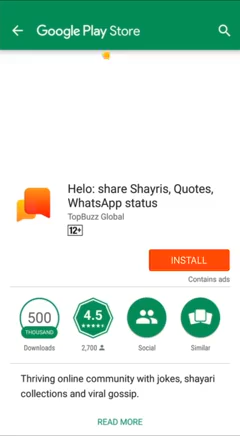 Google Play Store
Helo: share Shayris, Quotes,
WhatsApp status
TopBuzz Global
12+
INSTALL
Contains ads
500
THOUSAND
4.5
Downloads
2,700
Social
Similar
Thriving online community with jokes, shayari
collections and viral gossip.
READ MORE